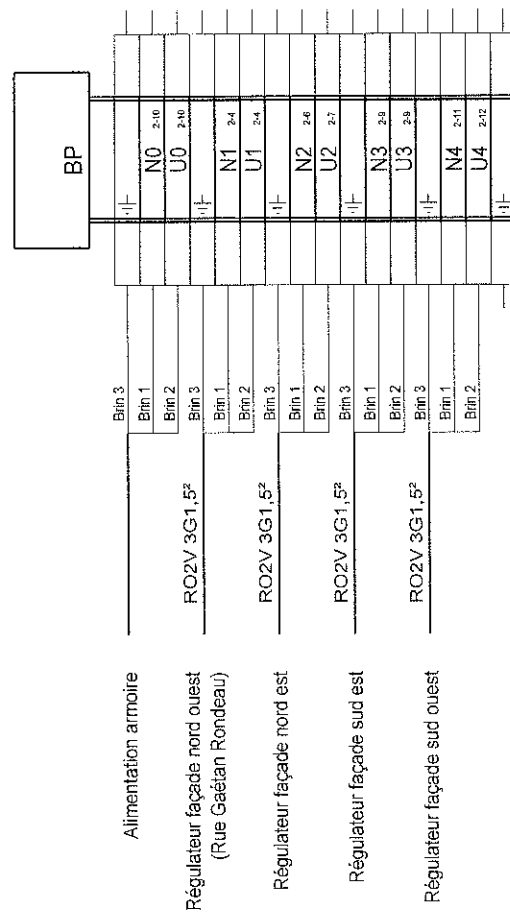 BP
Brin 3
Brin 1
N0 2-10
Brin 2
U0 2-10
Alimentation armoire
Brin 3
Brin 1
N1 2-4
Brin 2
U1 2-4
RO2V 3G1,5²
Régulateur façade nord ouest
(Rue Gaétan Rondeau)
Brin 3
Brin 1
N2 2-6
Brin 2
U2 2-7
RO2V 3G1,5²
Régulateur façade nord est
Brin 3
Brin 1
N3 2-9
Brin 2
U3 2-9
RO2V 3G1,5²
Régulateur façade sud est
Brin 3
Brin 1
N4 2-11
Brin 2
U4 2-12
RO2V 3G1,5²
Régulateur façade sud ouest